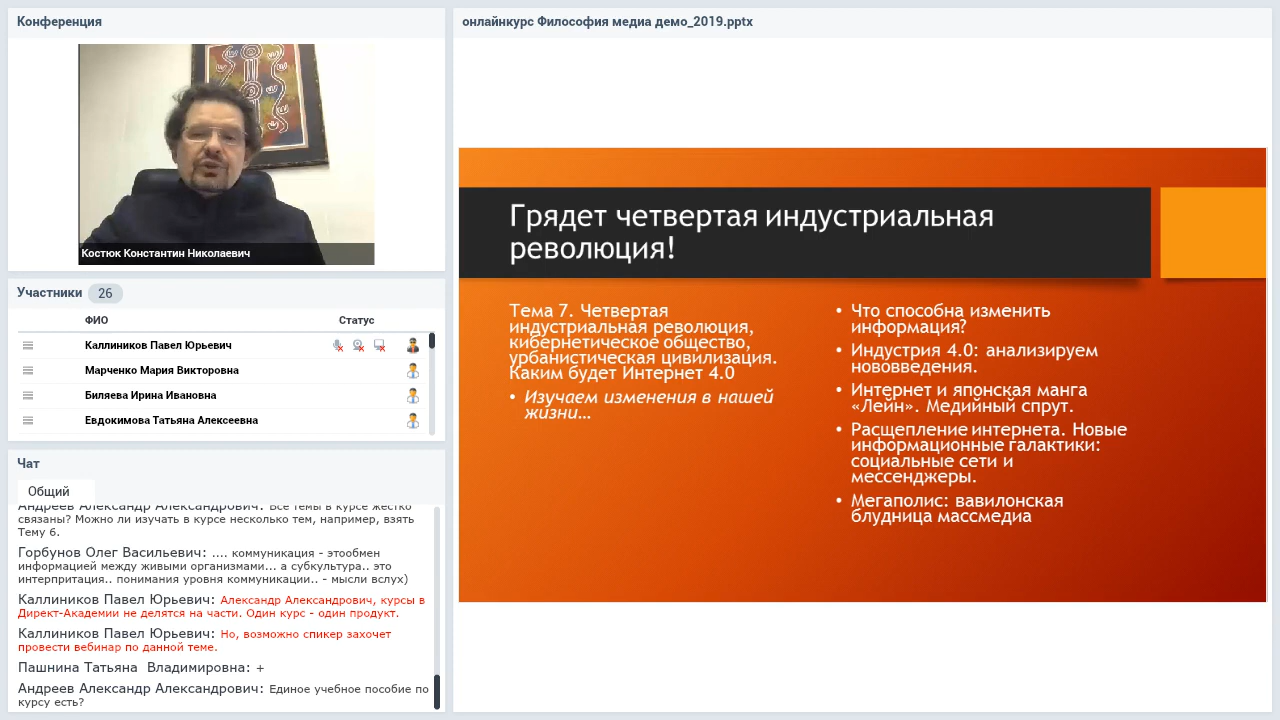 Конференция
Костюк Константин Николаевич
Участники 26
ФИО Статус
Каллиников Павел Юрьевич
Марченко Мария Викторовна
Биляева Ирина Ивановна
Евдокимова Татьяна Алексеевна
Чат
Общий
Андреев Александр Александрович: Все темы в курсе жестко
связаны? Можно ли изучать в курсе несколько тем, например, взять
Тему 6.
Горбунов Олег Васильевич: .... коммуникация - этообмен
информацией между живыми организмами... а субкультура.. это
интерпритация.. понимания уровня коммуникации.. - мысли вслух)
Каллиников Павел Юрьевич: Александр Александрович, курсы в
Директ-Академии не делятся на части. Один курс - один продукт.
Каллиников Павел Юрьевич: Но, возможно спикер захочет
провести вебинар по данной теме.
Пашнина Татьяна Владимировна: +
Андреев Александр Александрович: Единое учебное пособие по
курсу есть?
онлайнкурс Философия медиа демо_2019.pptx
Грядет четвертая индустриальная
революция!
Тема 7. Четвертая
индустриальная революция,
кибернетическое общество,
урбанистическая цивилизация.
Каким будет Интернет 4.0
• Изучаем изменения в нашей
жизни...
• Что способна изменить
информация?
• Индустрия 4.0: анализируем
нововведения.
• Интернет и японская манга
«Лейн». Медийный спрут.
• Расщепление интернета. Новые
информационные галактики:
социальные сети и
мессенджеры.
• Мегаполис: вавилонская
блудница массмедиа